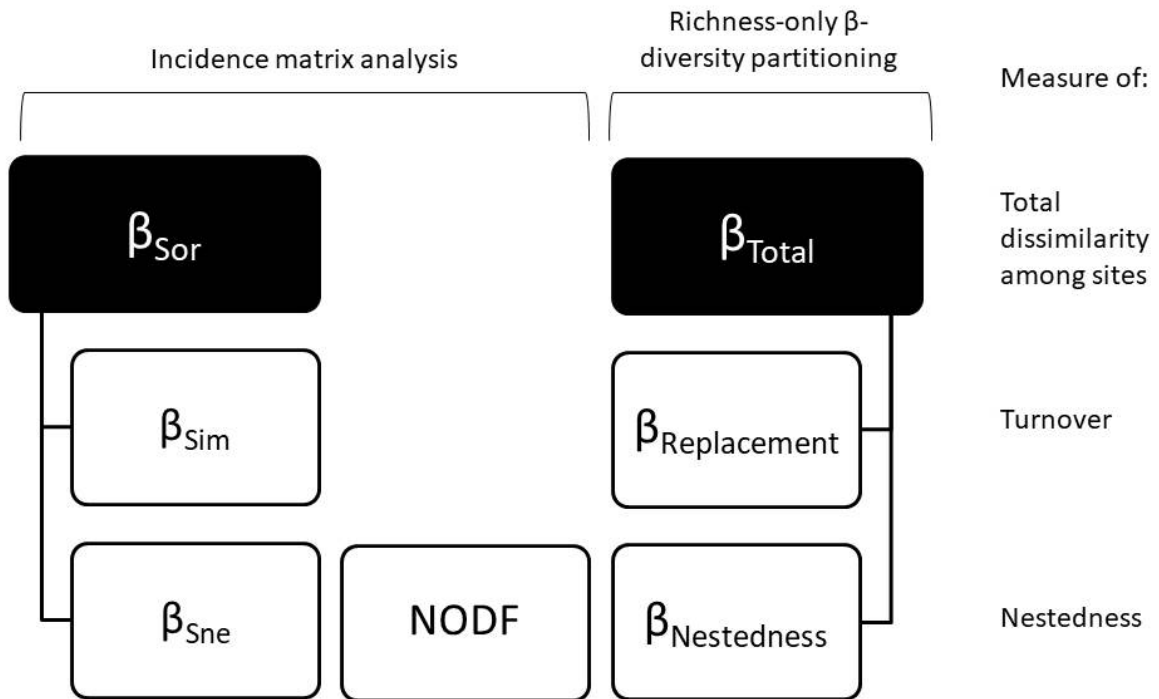 Incidence matrix analysis
Richness-only β-
diversity partitioning
Measure of:
βSor
βTotal
Total
dissimilarity
among sites
βSim
βReplacement
Turnover
βSne
NODF
βNestedness
Nestedness